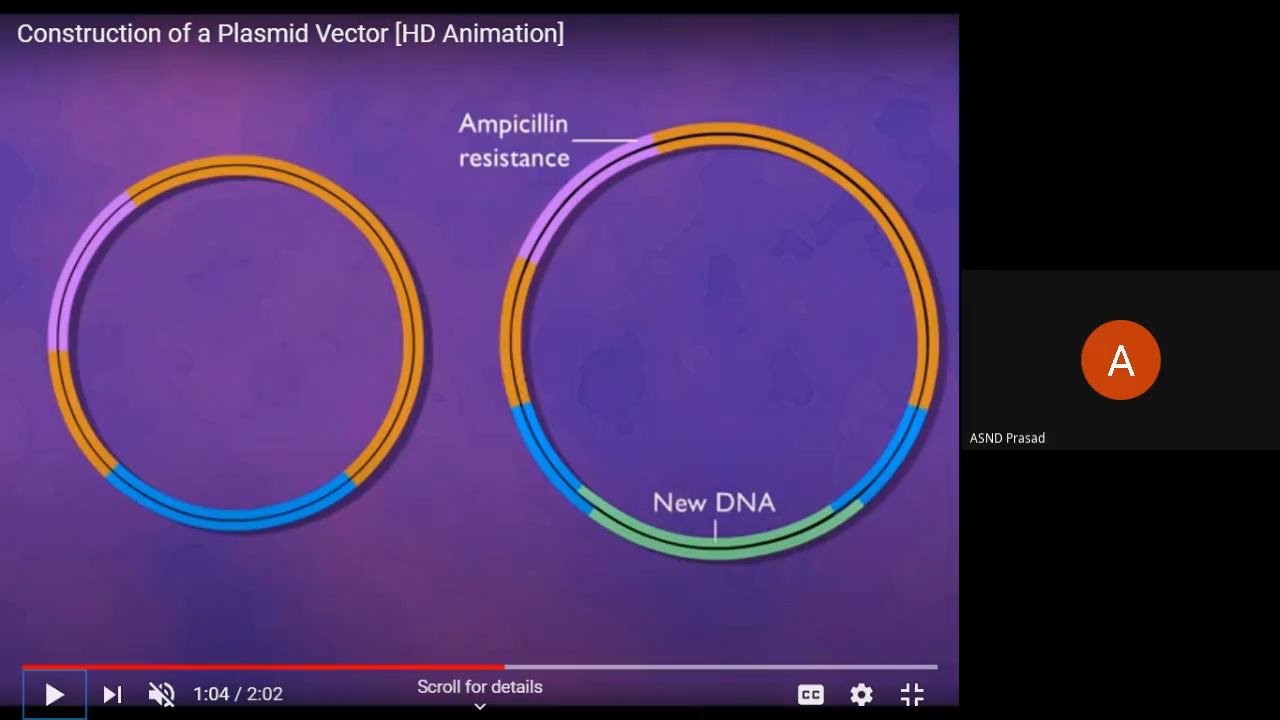 Construction of a Plasmid Vector [HD Animation]
Ampicillin
resistance
New DNA
A
ASND Prasad
1:04 / 2:02
Scroll for details
CC